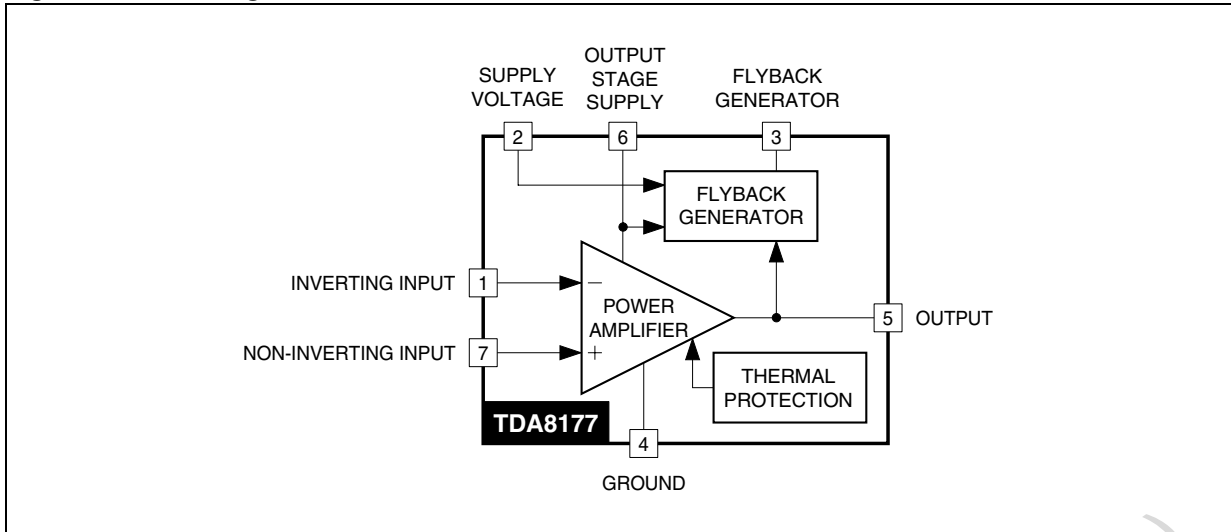 SUPPLY
VOLTAGE
OUTPUT
STAGE
SUPPLY
FLYBACK
GENERATOR
2
6
3
FLYBACK
GENERATOR
INVERTING INPUT
1
−
POWER
AMPLIFIER
5
OUTPUT
NON-INVERTING INPUT
7
+
THERMAL
PROTECTION
TDA8177
4
GROUND